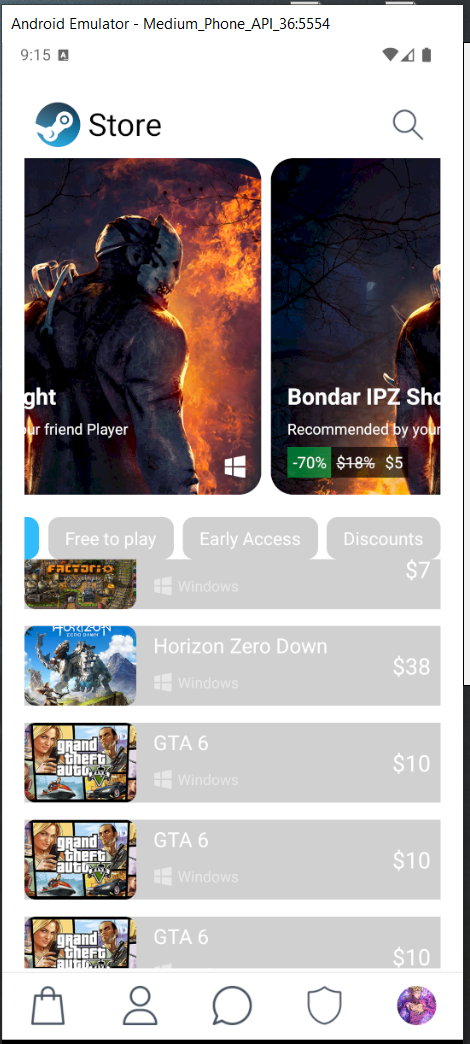 Android Emulator - Medium_Phone_API_36:5554
9:15
Store
ght
our friend Player
Bondar IPZ Sho
Recommended by your
-70% $18% $5
Free to play
Early Access
Discounts
FACTORIO
$7
Windows
HORIZON
ZERO DAWN
Horizon Zero Down
$38
Windows
grand
theft
auto
V
GTA 6
$10
Windows
grand
theft
auto
V
GTA 6
$10
Windows
grand
theft
auto
V
GTA 6
$10